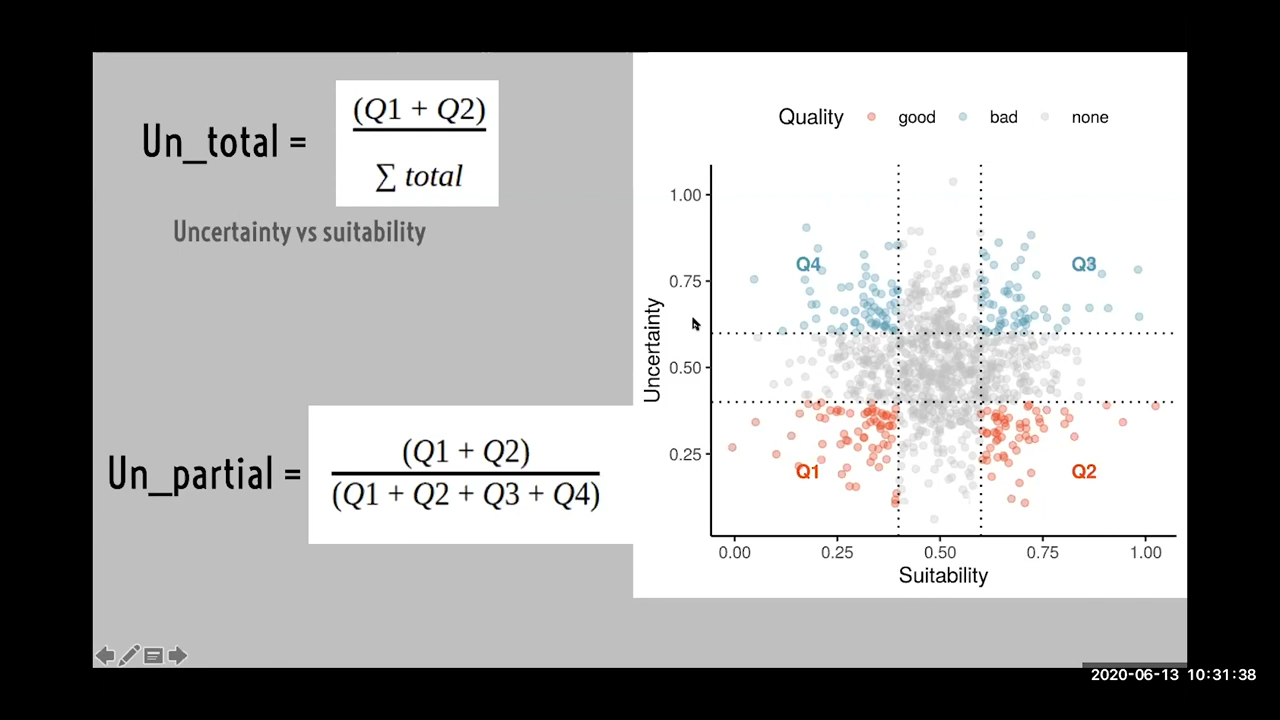 Un_total =
(Q1 + Q2)
∑ total
Uncertainty vs suitability
Un_partial =
(Q1 + Q2)
(Q1 + Q2 + Q3 + Q4)
Quality good bad none
1.00
0.75
0.50
0.25
Uncertainty
Q4
Q3
Q1
Q2
0.00 0.25 0.50 0.75 1.00
Suitability
2020-06-13 10:31:38